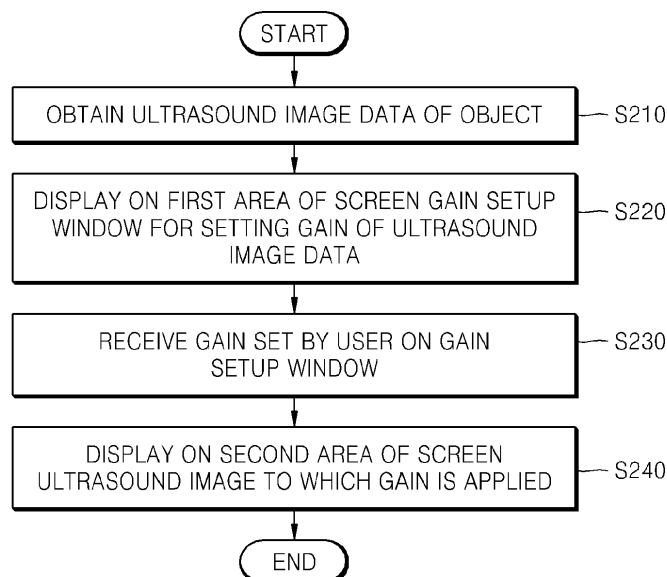 START
OBTAIN ULTRASOUND IMAGE DATA OF OBJECT
S210
DISPLAY ON FIRST AREA OF SCREEN GAIN SETUP
WINDOW FOR SETTING GAIN OF ULTRASOUND
IMAGE DATA
S220
RECEIVE GAIN SET BY USER ON GAIN
SETUP WINDOW
S230
DISPLAY ON SECOND AREA OF SCREEN
ULTRASOUND IMAGE TO WHICH GAIN IS APPLIED
S240
END